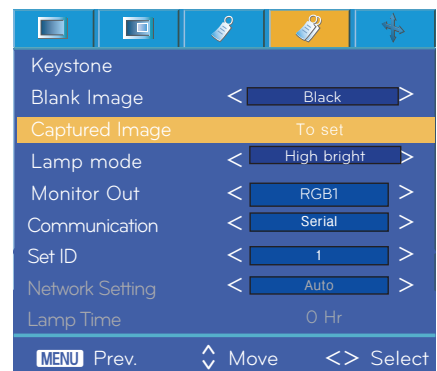 Keystone
Blank Image < Black >
Captured Image To set
Lamp mode < High bright >
Monitor Out < RGB1 >
Communication < Serial >
Set ID < 1 >
Network Setting < Auto >
Lamp Time 0 Hr
MENU Prev. Move <> Select